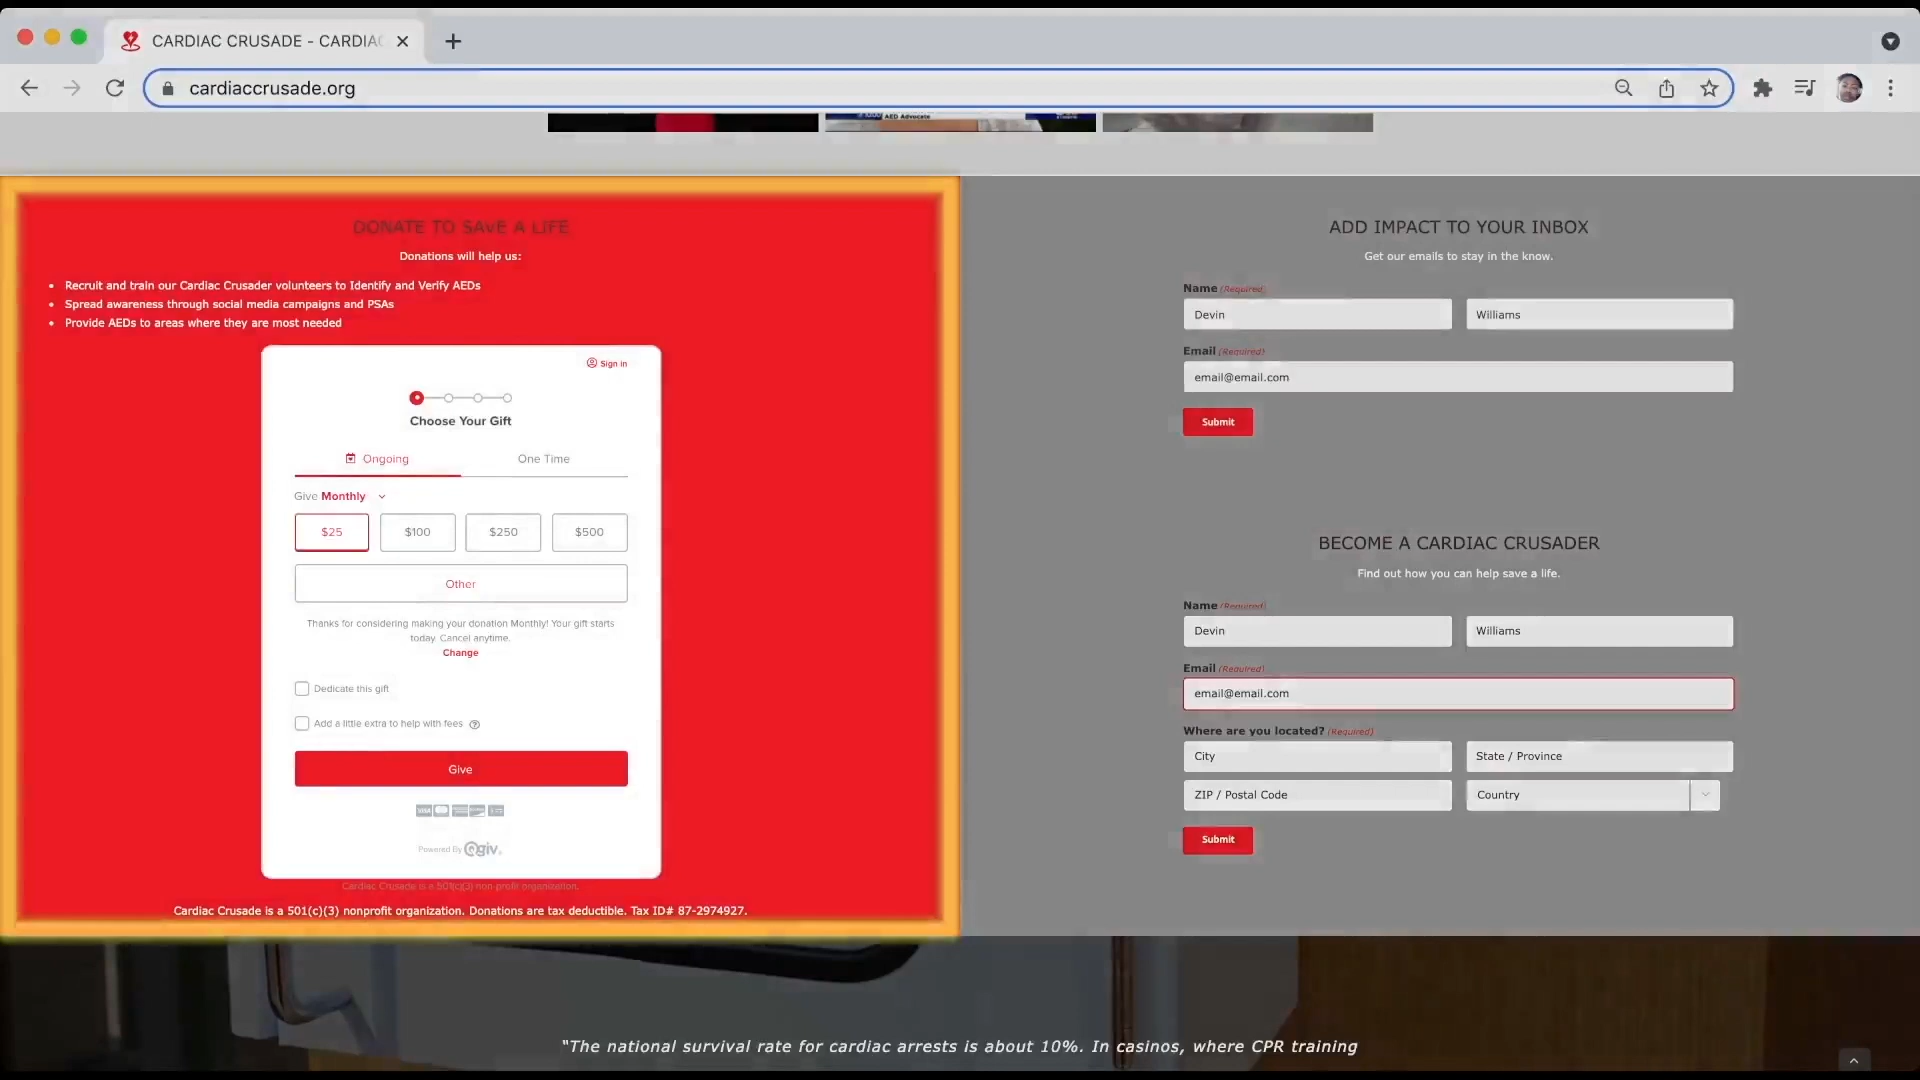 CARDIAC CRUSADE - CARDIAC
cardiaccrusade.org
AED Advocate
DONATE TO SAVE A LIFE
Donations will help us:
Recruit and train our Cardiac Crusader volunteers to Identify and Verify AEDs
Spread awareness through social media campaigns and PSAs
Provide AEDs to areas where they are most needed
Sign in
Choose Your Gift
Ongoing One Time
Give Monthly
$25 $100 $250 $500
Other
Thanks for considering making your donation Monthly! Your gift starts
today. Cancel anytime.
Change
Dedicate this gift
Add a little extra to help with fees
Give
VISA
Powered By Qgiv
Cardiac Crusade is a 501(c)(3) non-profit organization.
Cardiac Crusade is a 501(c)(3) nonprofit organization. Donations are tax deductible. Tax ID# 87-2974927.
ADD IMPACT TO YOUR INBOX
Get our emails to stay in the know.
Name (Required)
Devin Williams
Email (Required)
email@email.com
Submit
BECOME A CARDIAC CRUSADER
Find out how you can help save a life.
Name (Required)
Devin Williams
Email (Required)
email@email.com
Where are you located? (Required)
City State / Province
ZIP / Postal Code Country
Submit
"The national survival rate for cardiac arrests is about 10%. In casinos, where CPR training